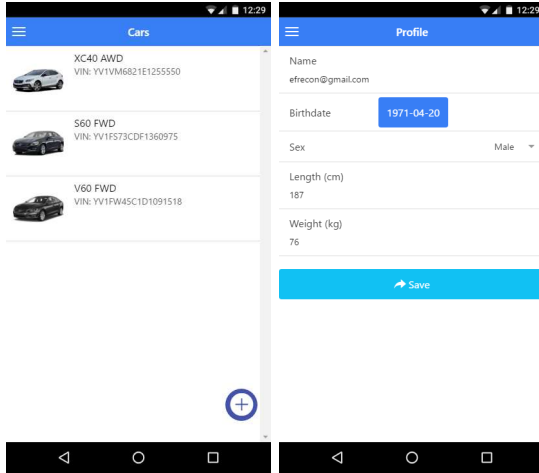 12:29
Cars
XC40 AWD
VIN: YV1VM6821E1255550
S60 FWD
VIN: YV1FS73CDF1360975
V60 FWD
VIN: YV1FW45C1D1091518
12:29
Profile
Name
efrecon@gmail.com
Birthdate
1971-04-20
Sex
Male
Length (cm)
187
Weight (kg)
76
Save